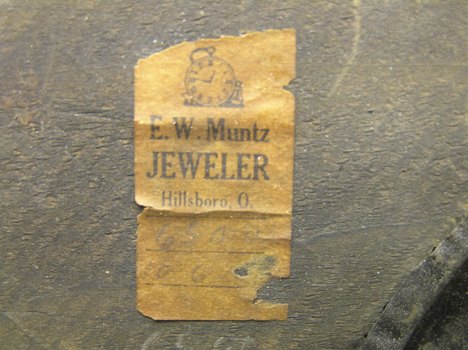 E. W. Muntz
JEWELER
Hillsboro, O.